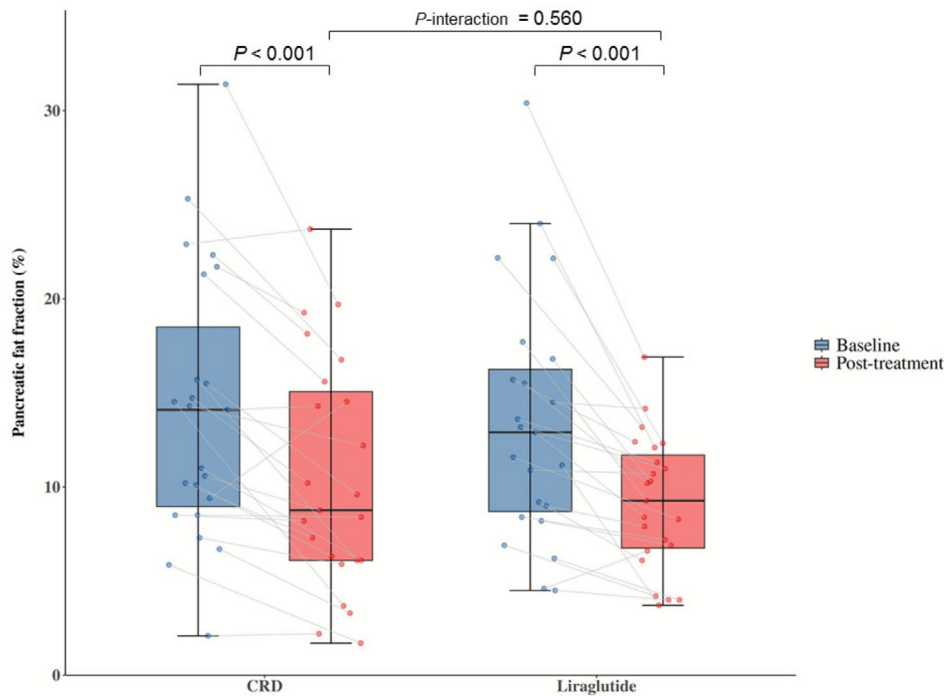 P-interaction = 0.560
P < 0.001
P < 0.001
Pancreatic fat fraction (%)
30
20
10
0
CRD
Liraglutide
Baseline
Post-treatment